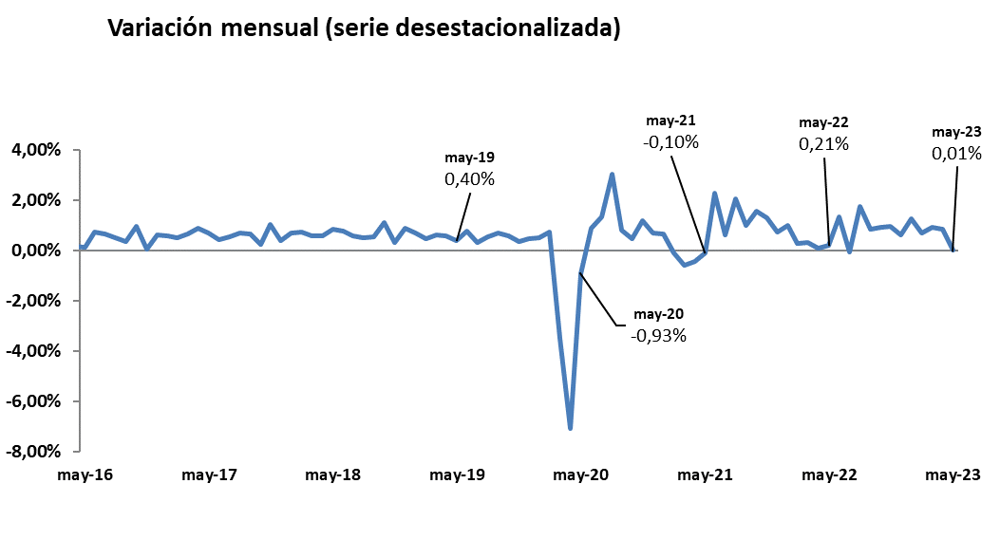 Variación mensual (serie desestacionalizada)
may-21
-0,10%
may-22
0,21%
may-23
0,01%
may-19
0,40%
4,00%
2,00%
0,00%
-2,00%
-4,00%
-6,00%
-8,00%
may-20
-0,93%
may-16
may-17
may-18
may-19
may-20
may-21
may-22
may-23